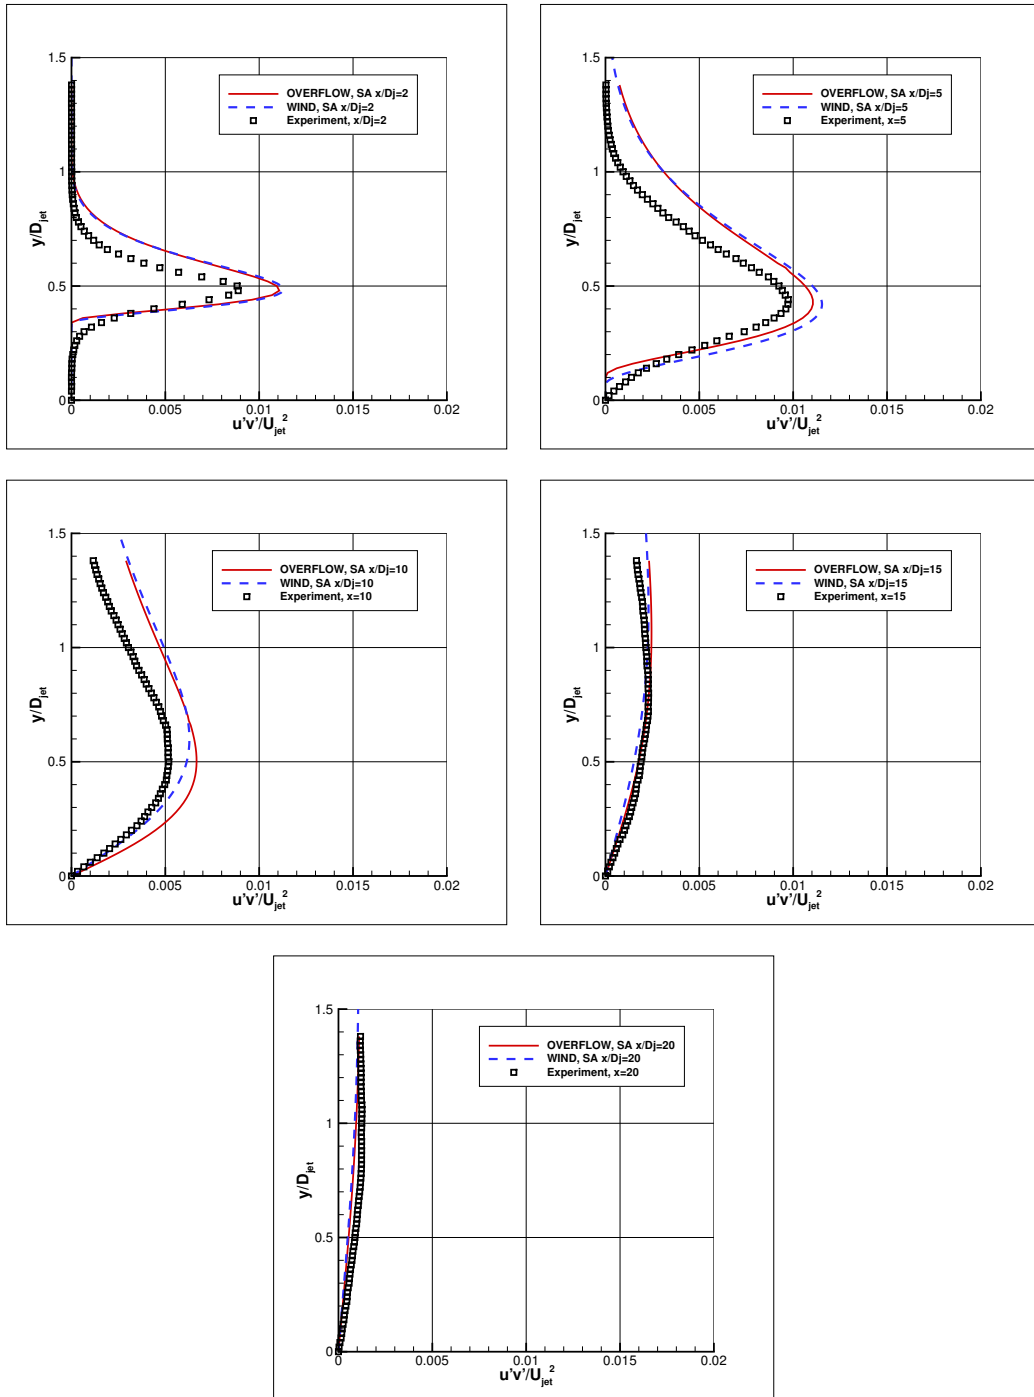 1.5
OVERFLOW, SA x/Dj=2
WIND, SA x/Dj=2
Experiment, x/Dj=2
1
y/Djet
0.5
0
0 0.005 0.01 0.015 0.02
u'v'/Ujet2
1.5
OVERFLOW, SA x/Dj=5
WIND, SA x/Dj=5
Experiment, x=5
1
y/Djet
0.5
0
0 0.005 0.01 0.015 0.02
u'v'/Ujet2
1.5
OVERFLOW, SA x/Dj=10
WIND, SA x/Dj=10
Experiment, x=10
1
y/Djet
0.5
0
0 0.005 0.01 0.015 0.02
u'v'/Ujet2
1.5
OVERFLOW, SA x/Dj=15
WIND, SA x/Dj=15
Experiment, x=15
1
y/Djet
0.5
0
0 0.005 0.01 0.015 0.02
u'v'/Ujet2
1.5
OVERFLOW, SA x/Dj=20
WIND, SA x/Dj=20
Experiment, x=20
1
y/Djet
0.5
0
0 0.005 0.01 0.015 0.02
u'v'/Ujet2